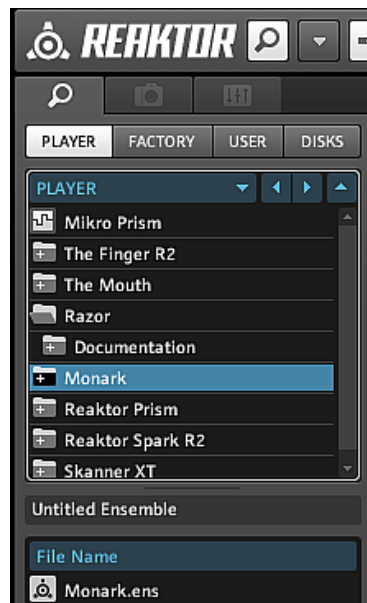 REAKTOR
PLAYER FACTORY USER DISKS
PLAYER
Mikro Prism
The Finger R2
The Mouth
Razor
Documentation
Monark
Reaktor Prism
Reaktor Spark R2
Skanner XT
Untitled Ensemble
File Name
Monark.ens